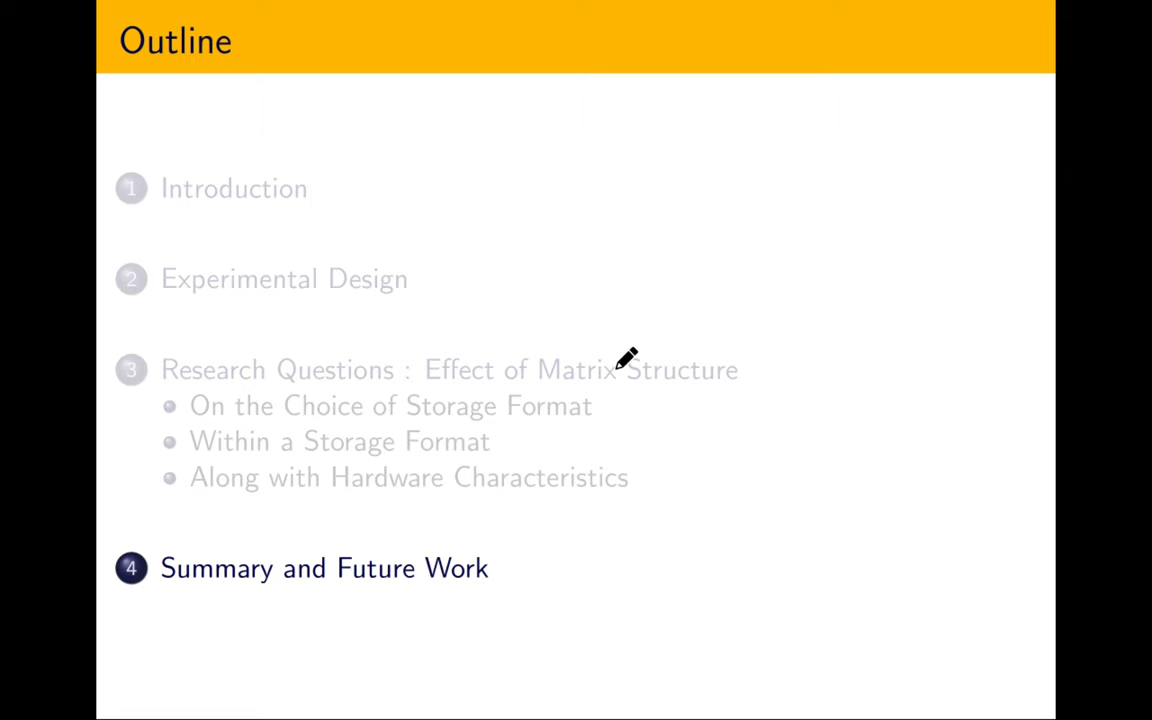 Outline
1 Introduction
2 Experimental Design
3 Research Questions : Effect of Matrix Structure
On the Choice of Storage Format
Within a Storage Format
Along with Hardware Characteristics
4 Summary and Future Work